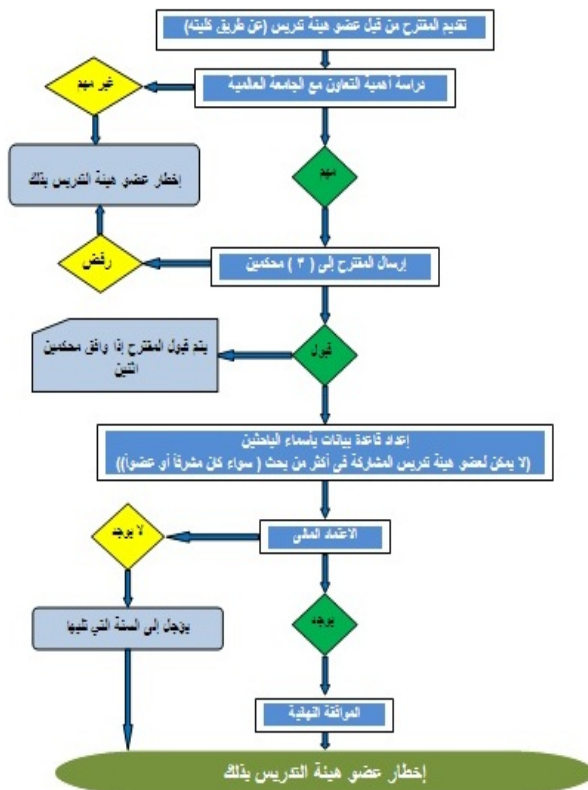 تقديم المقترح من قبل عضو هيئة تدريس (عن طريق كليته)
غير مهم
دراسة أهمية التعاون مع الجامعة العالمية
إخطار عضو هيئة التدريس بذلك
مهم
رفض
إرسال المقترح إلى ( ٣ ) محكمين
قبول
يتم قبول المقترح إذا وافق محكمين
اثنين
إعداد قاعدة بيانات بأسماء الباحثين
(لا يمكن لعضو هيئة تدريس المشاركة في أكثر من بحث ( سواء كان مشرفاً أو عضواً))
لا يوجد
الاعتماد المالي
يؤجل إلى السنة التي تليها
يوجد
الموافقة النهائية
إخطار عضو هيئة التدريس بذلك